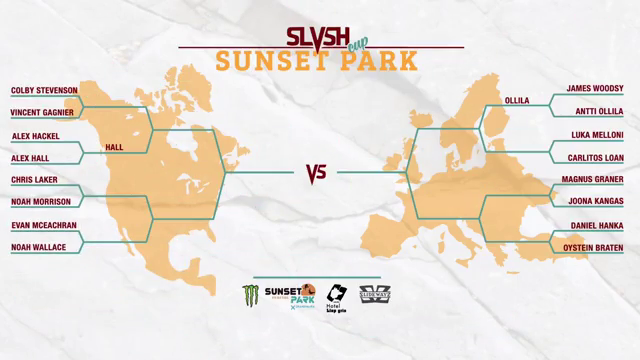 SLVSH
cup
SUNSET PARK
COLBY STEVENSON
VINCENT GAGNIER
ALEX HACKEL
ALEX HALL
HALL
CHRIS LAKER
NOAH MORRISON
EVAN MCEACHRAN
NOAH WALLACE
VS
JAMES WOODSY
OLLILA
ANTTI OLLILA
LUKA MELLONI
CARLITOS LOAN
MAGNUS GRANER
JOONA KANGAS
DANIEL HANKA
OYSTEIN BRATEN
SUNSET
PARK
Hotel
SLIDEWAYZ